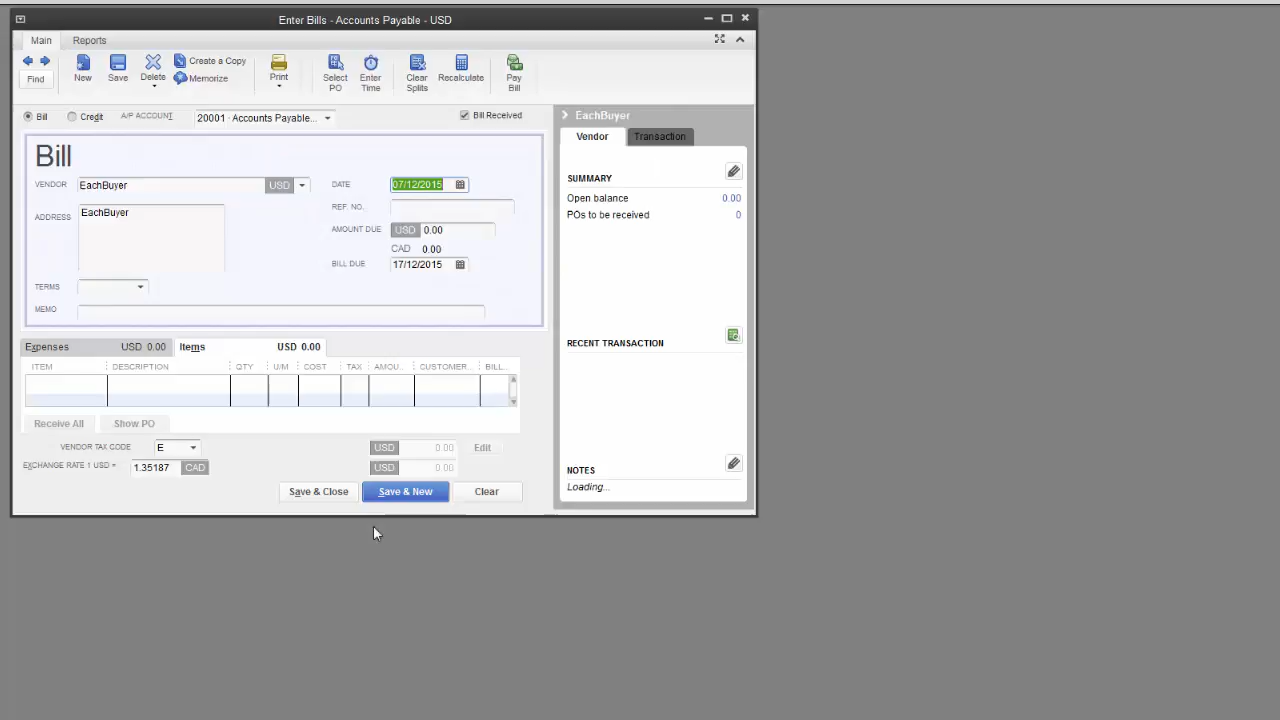 Enter Bills - Accounts Payable - USD
Main Reports
Find New Save Delete Create a Copy Memorize Print Select PO Enter Time Clear Splits Recalculate Pay Bill
Bill Credit A/P ACCOUNT 20001 · Accounts Payable... Bill Received
Bill
VENDOR EachBuyer USD DATE 07/12/2015
ADDRESS EachBuyer REF. NO.
AMOUNT DUE USD 0.00
CAD 0.00
BILL DUE 17/12/2015
TERMS
MEMO
Expenses USD 0.00 Items USD 0.00
ITEM DESCRIPTION QTY U/M COST TAX AMOU... CUSTOMER... BILL...
Receive All Show PO
VENDOR TAX CODE E USD 0.00 Edit
EXCHANGE RATE 1 USD = 1.35187 CAD USD 0.00
Save & Close Save & New Clear
EachBuyer
Vendor Transaction
SUMMARY
Open balance 0.00
POs to be received 0
RECENT TRANSACTION
NOTES
Loading...